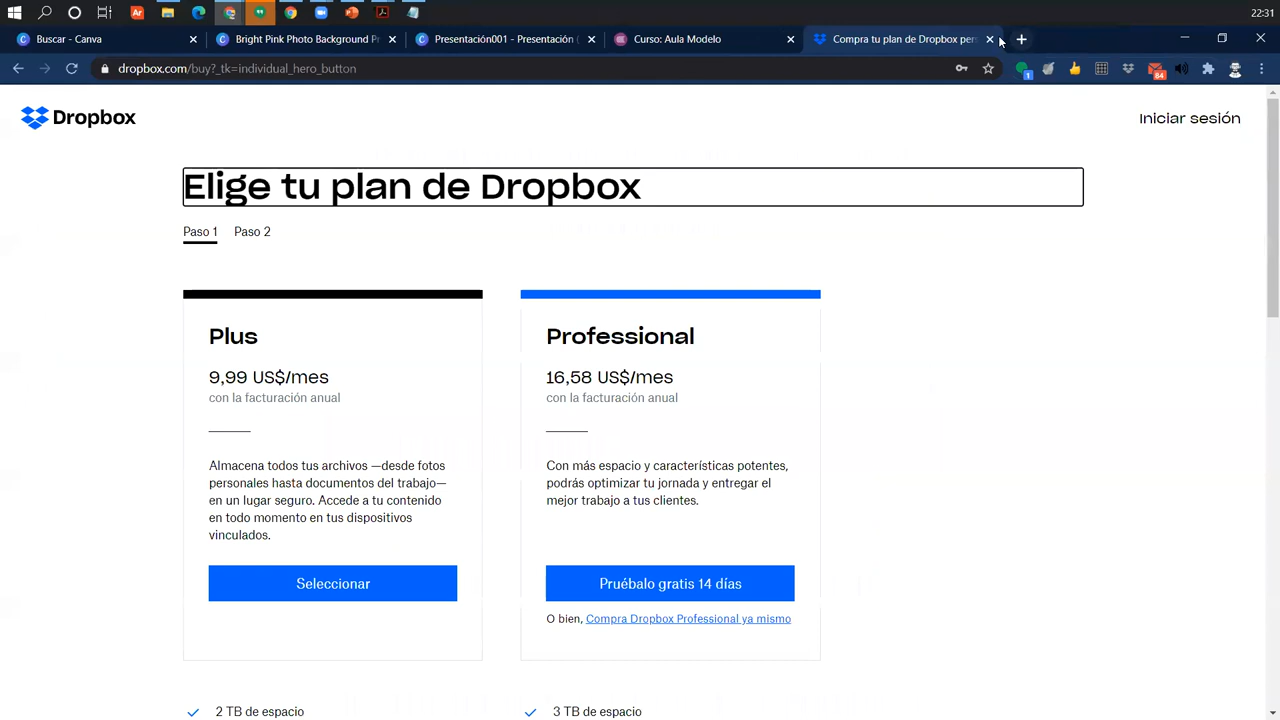 22:31
Buscar - Canva
Bright Pink Photo Background P
Presentación001 - Presentación (
Curso: Aula Modelo
Compra tu plan de Dropbox pers
dropbox.com/buy?_tk=individual_hero_button
1
64
Dropbox
Iniciar sesión
Elige tu plan de Dropbox
Paso 1 Paso 2
Plus
9,99 US$/mes
con la facturación anual
Almacena todos tus archivos —desde fotos
personales hasta documentos del trabajo—
en un lugar seguro. Accede a tu contenido
en todo momento en tus dispositivos
vinculados.
Seleccionar
2 TB de espacio
Professional
16,58 US$/mes
con la facturación anual
Con más espacio y características potentes,
podrás optimizar tu jornada y entregar el
mejor trabajo a tus clientes.
Pruébalo gratis 14 días
O bien, Compra Dropbox Professional ya mismo
3 TB de espacio